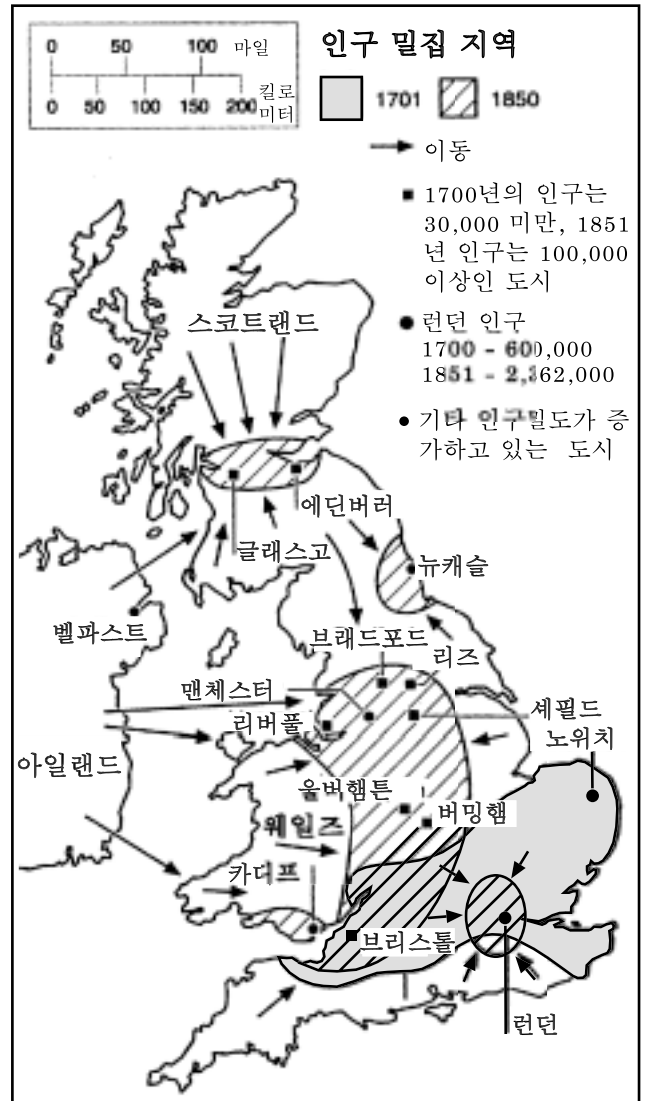 0 50 100 마일
0 50 100 150 200 킬로
미터
인구 밀집 지역
1701 1850
이동
1700년의 인구는
30,000 미만, 1851
년 인구는 100,000
이상인 도시
런던 인구
1700 - 600,000
1851 - 2,362,000
기타 인구밀도가 증
가하고 있는 도시
스코트랜드
에딘버러
글래스고
뉴캐슬
벨파스트
브래드포드
리즈
맨체스터
리버풀
셰필드
노위치
아일랜드
울버햄튼
버밍햄
웨일즈
카디프
브리스톨
런던